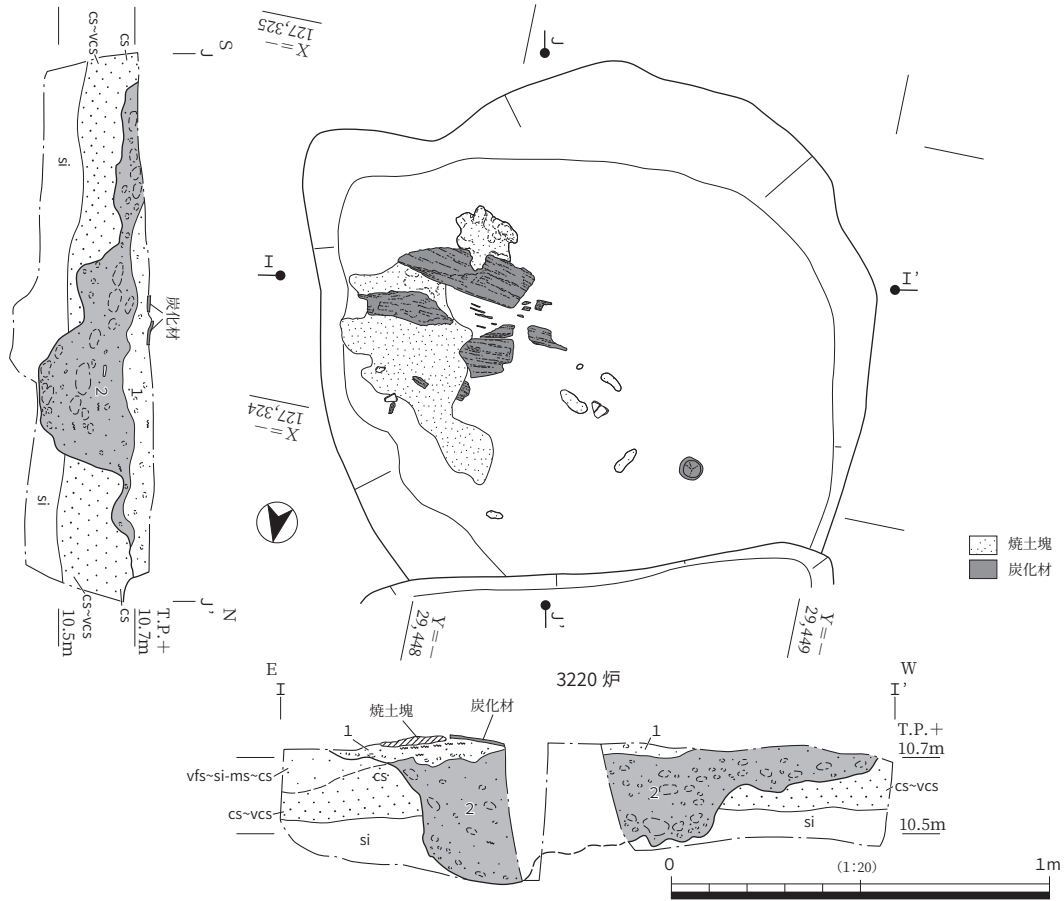 S
J
cs~vcs
cs
si
炭化材
2
1
si
cs~vcs
cs
J'
N
10.5m
T.P.+
10.7m
X=－
127,325
J
I
I'
X=－
127,324
J'
Y=－
29,448
Y=－
29,449
焼土塊
炭化材
3220 炉
E
I
W
I'
焼土塊
炭化材
1
1
T.P.+
10.7m
vfs~si-ms~cs
cs
cs~vcs
2
2
cs~vcs
si
si
10.5m
0
(1:20)
1m